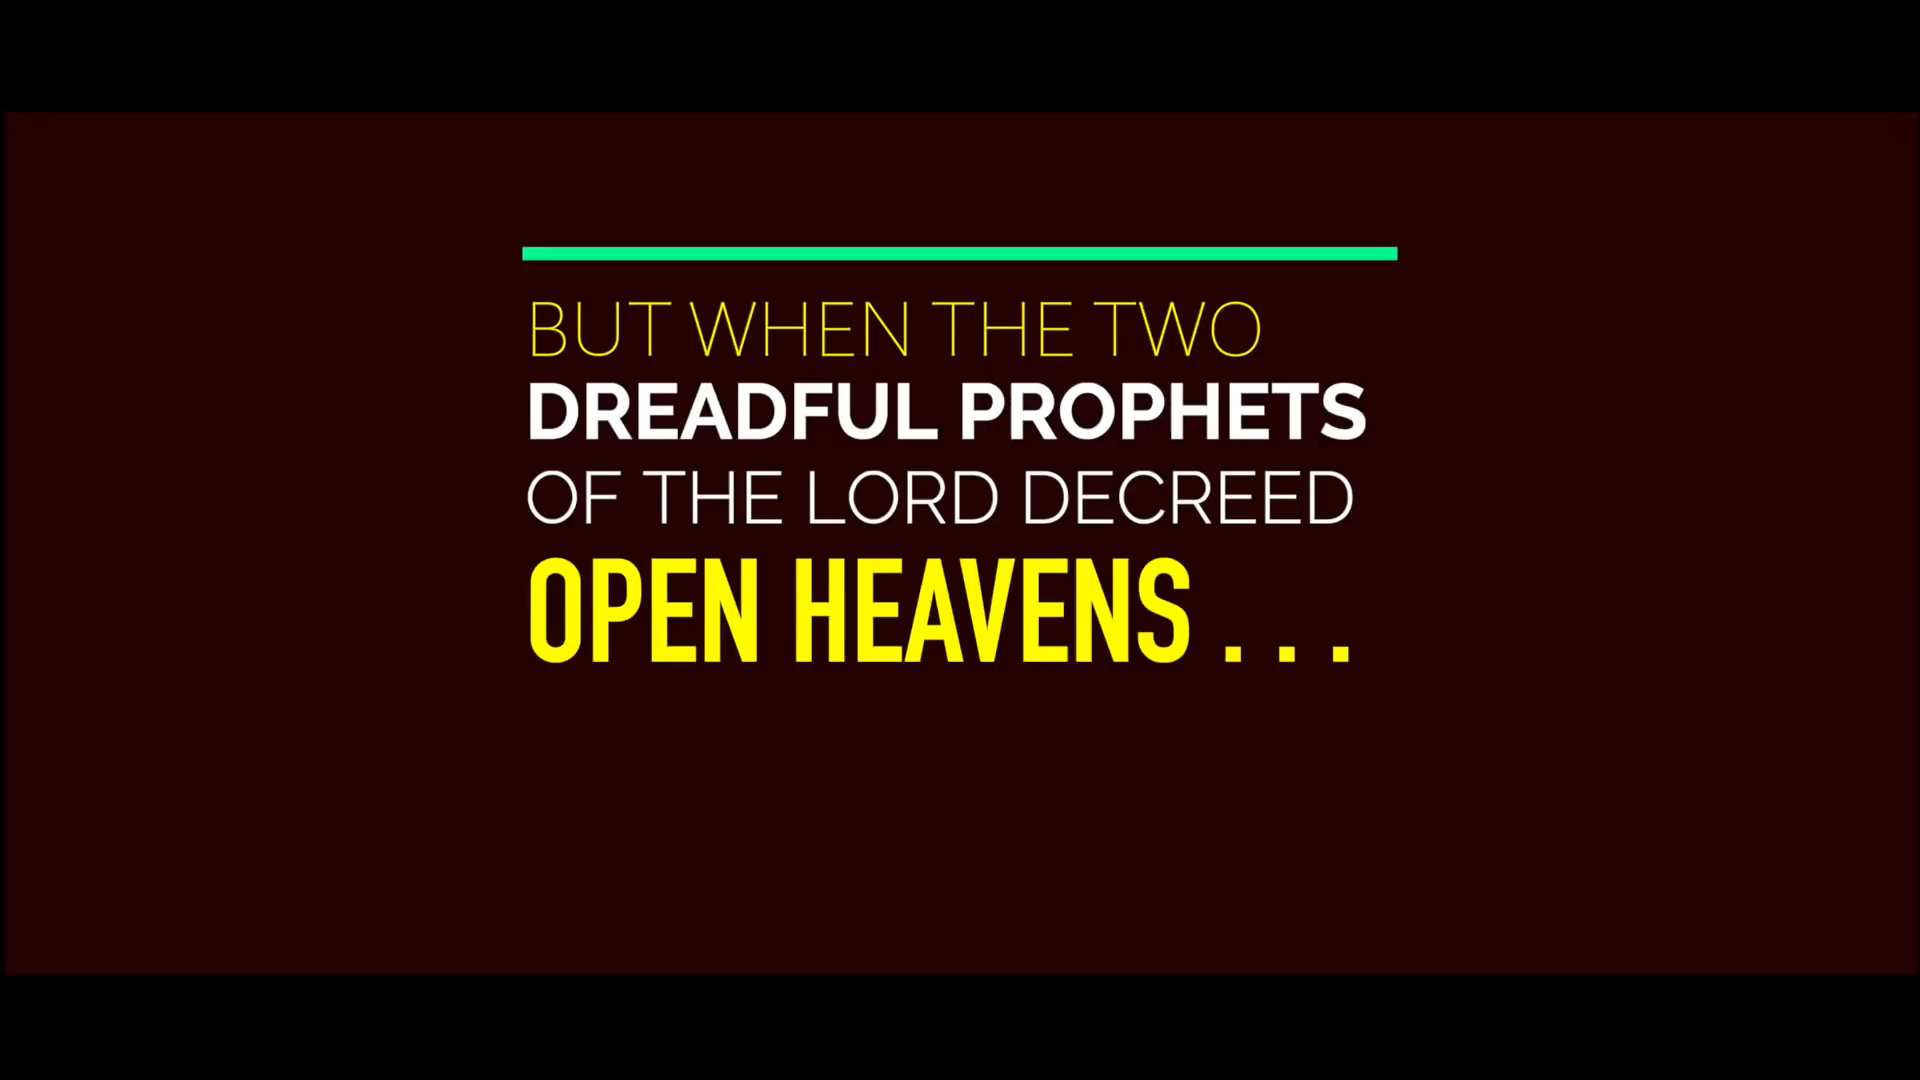 BUT WHEN THE TWO
DREADFUL PROPHETS
OF THE LORD DECREED
OPEN HEAVENS . . .